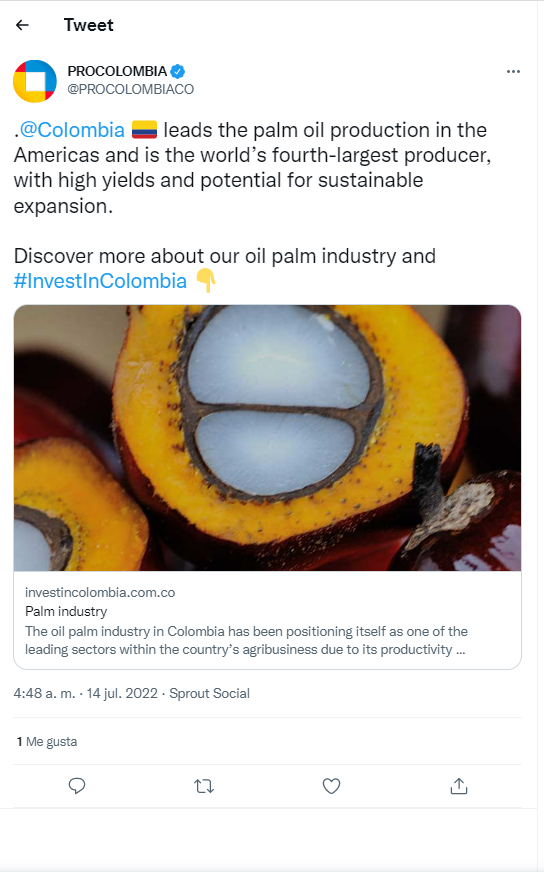 Tweet
PROCOLOMBIA
@PROCOLOMBIACO
.@Colombia 🇨🇴 leads the palm oil production in the
Americas and is the world’s fourth-largest producer,
with high yields and potential for sustainable
expansion.
Discover more about our oil palm industry and
#InvestInColombia 👇
investincolombia.com.co
Palm industry
The oil palm industry in Colombia has been positioning itself as one of the
leading sectors within the country’s agribusiness due to its productivity ...
4:48 a. m. · 14 jul. 2022 · Sprout Social
1 Me gusta